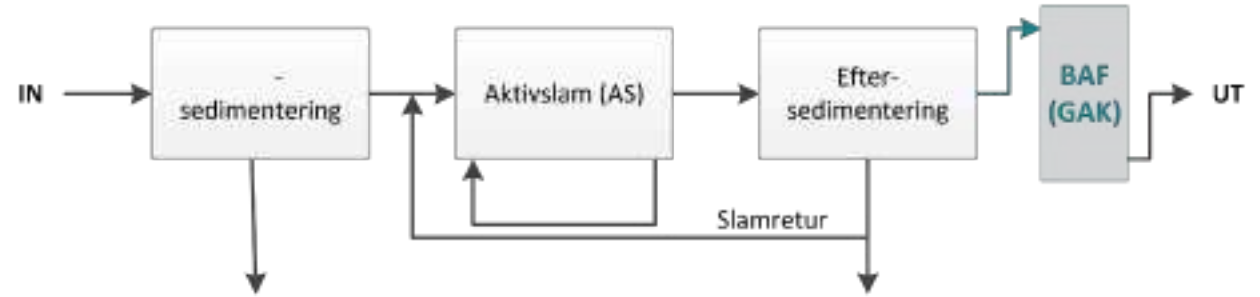 IN
-
sedimentering
Aktivslam (AS)
Efter-
sedimentering
BAF
(GAK)
UT
Slamretur